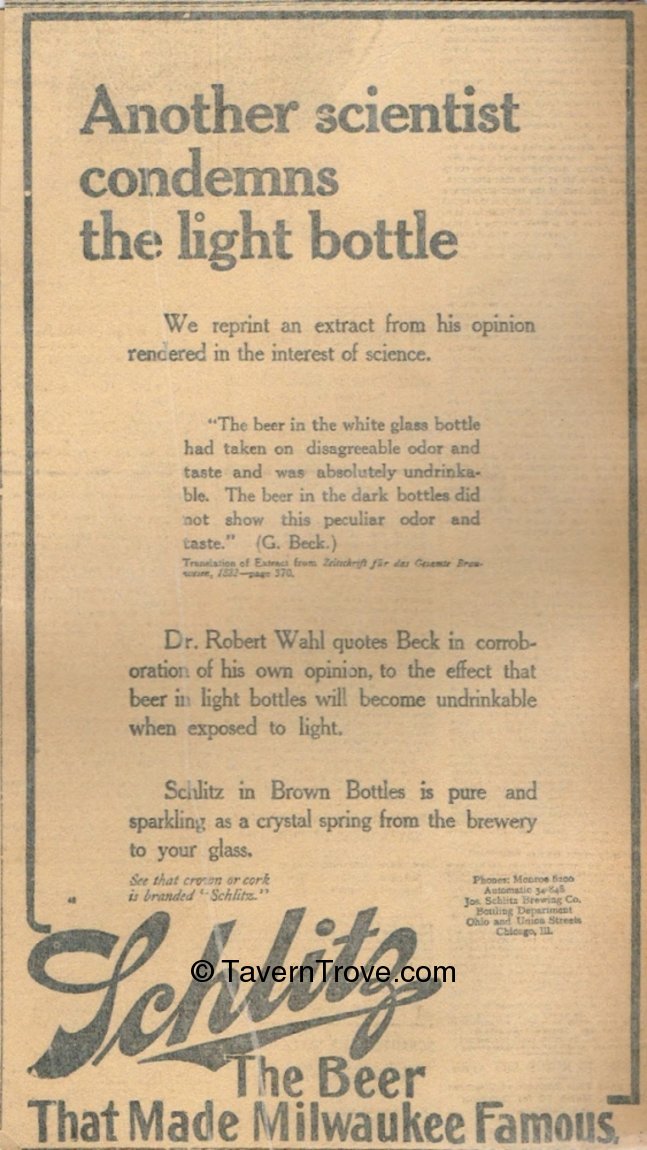 Another scientist
condemns
the light bottle
We reprint an extract from his opinion
rendered in the interest of science.
"The beer in the white glass bottle
had taken on disagreeable odor and
taste and was absolutely undrinka-
ble. The beer in the dark bottles did
not show this peculiar odor and
taste." (G. Beck.)
Translation of Extract from Zeitschrift für das Gesamte Brau-
wesen, 1882—page 370.
Dr. Robert Wahl quotes Beck in corrob-
oration of his own opinion, to the effect that
beer in light bottles will become undrinkable
when exposed to light.
Schlitz in Brown Bottles is pure and
sparkling as a crystal spring from the brewery
to your glass.
See that crown or cork
is branded "Schlitz."
48
Phones: Monroe 6200
Automatic 34-848
Jos. Schlitz Brewing Co.
Bottling Department
Ohio and Union Streets
Chicago, Ill.
Schlitz
© TavernTrove.com
The Beer
That Made Milwaukee Famous.